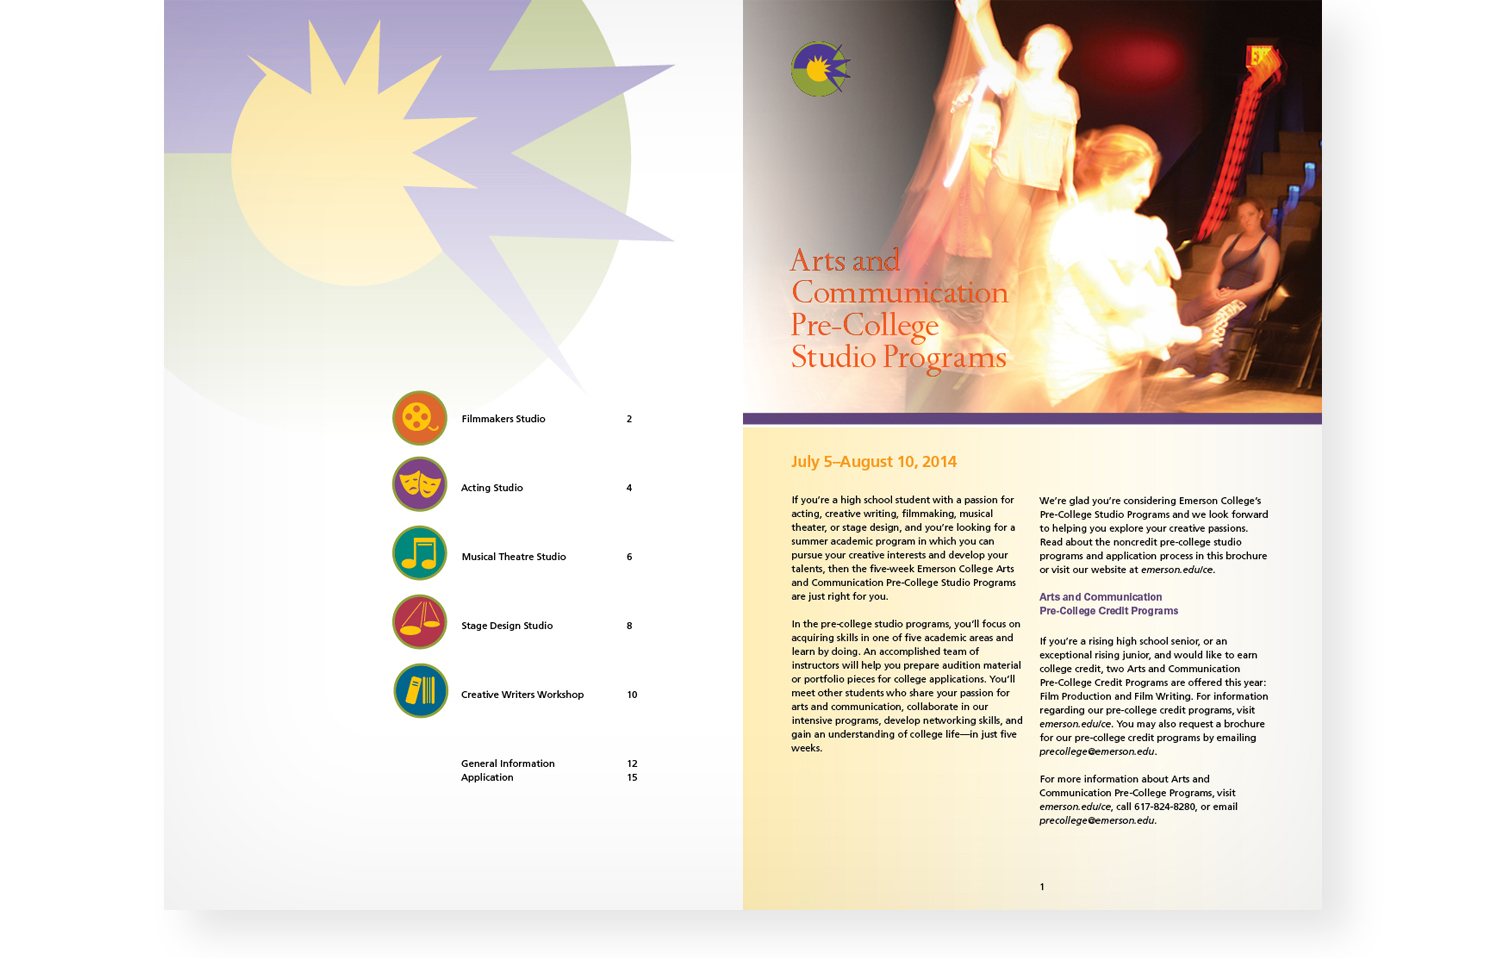 Filmmakers Studio 2
Acting Studio 4
Musical Theatre Studio 6
Stage Design Studio 8
Creative Writers Workshop 10
General Information 12
Application 15
EX
Arts and
Communication
Pre-College
Studio Programs
July 5–August 10, 2014
If you're a high school student with a passion for
acting, creative writing, filmmaking, musical
theater, or stage design, and you're looking for a
summer academic program in which you can
pursue your creative interests and develop your
talents, then the five-week Emerson College Arts
and Communication Pre-College Studio Programs
are just right for you.
In the pre-college studio programs, you'll focus on
acquiring skills in one of five academic areas and
learn by doing. An accomplished team of
instructors will help you prepare audition material
or portfolio pieces for college applications. You'll
meet other students who share your passion for
arts and communication, collaborate in our
intensive programs, develop networking skills, and
gain an understanding of college life—in just five
weeks.
We're glad you're considering Emerson College's
Pre-College Studio Programs and we look forward
to helping you explore your creative passions.
Read about the noncredit pre-college studio
programs and application process in this brochure
or visit our website at emerson.edu/ce.
Arts and Communication
Pre-College Credit Programs
If you're a rising high school senior, or an
exceptional rising junior, and would like to earn
college credit, two Arts and Communication
Pre-College Credit Programs are offered this year:
Film Production and Film Writing. For information
regarding our pre-college credit programs, visit
emerson.edu/ce. You may also request a brochure
for our pre-college credit programs by emailing
precollege@emerson.edu.
For more information about Arts and
Communication Pre-College Programs, visit
emerson.edu/ce, call 617-824-8280, or email
precollege@emerson.edu.
1